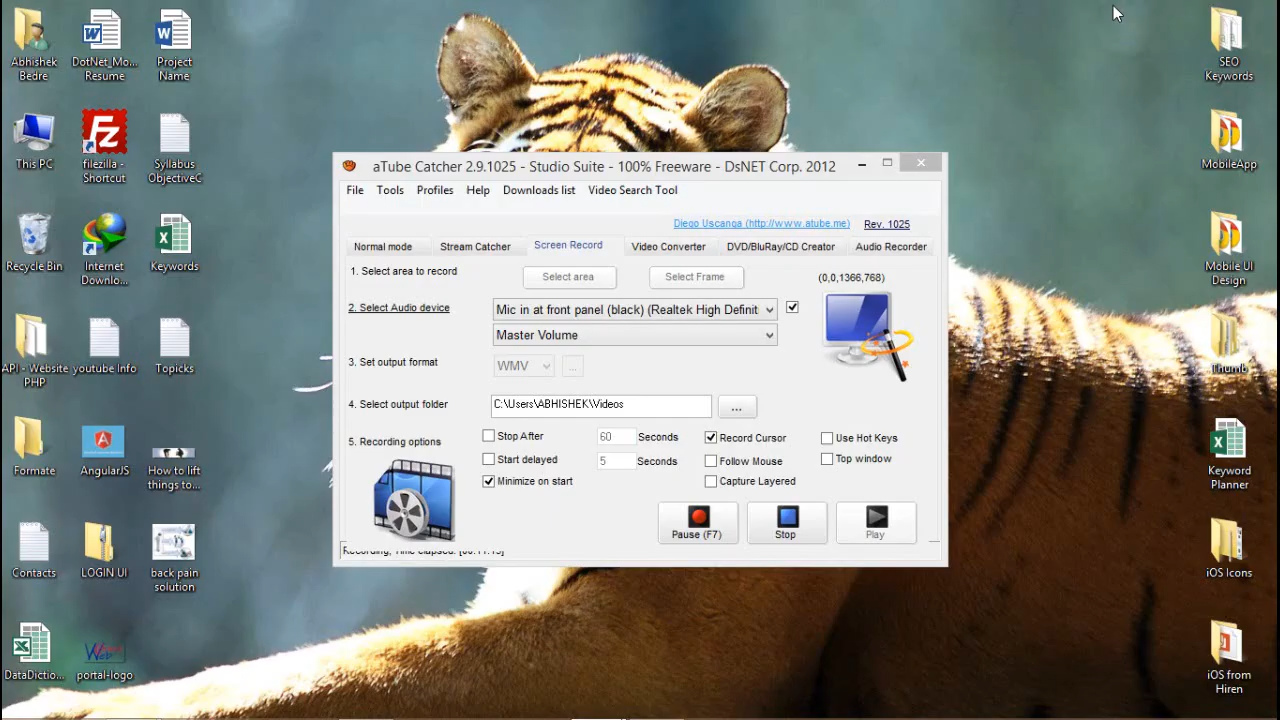 Abhishek
Bedre
DotNet_Mo...
Resume
Project
Name
This PC
filezilla -
Shortcut
Syllabus
ObjectiveC
Recycle Bin
Internet
Downlo...
Keywords
API - Website
PHP
youtube Info
Topicks
Formate
AngularJS
How to lift
things to...
Contacts
LOGIN UI
back pain
solution
DataDictio...
portal-logo
aTube Catcher 2.9.1025 - Studio Suite - 100% Freeware - DsNET Corp. 2012
File Tools Profiles Help Downloads list Video Search Tool
Diego Uscanga (http://www.atube.me) Rev. 1025
Normal mode Stream Catcher Screen Record Video Converter DVD/BluRay/CD Creator Audio Recorder
1. Select area to record Select area Select Frame (0,0,1366,768)
2. Select Audio device Mic in at front panel (black) (Realtek High Definit
Master Volume
3. Set output format WMV ...
4. Select output folder C:\Users\ABHISHEK\Videos ...
5. Recording options Stop After 60 Seconds Record Cursor Use Hot Keys
Start delayed 5 Seconds Follow Mouse Top window
Minimize on start Capture Layered
Pause (F7) Stop Play
Recording, Time elapsed:
SEO
Keywords
MobileApp
Mobile UI
Design
Thumb
Keyword
Planner
iOS Icons
iOS from
Hiren